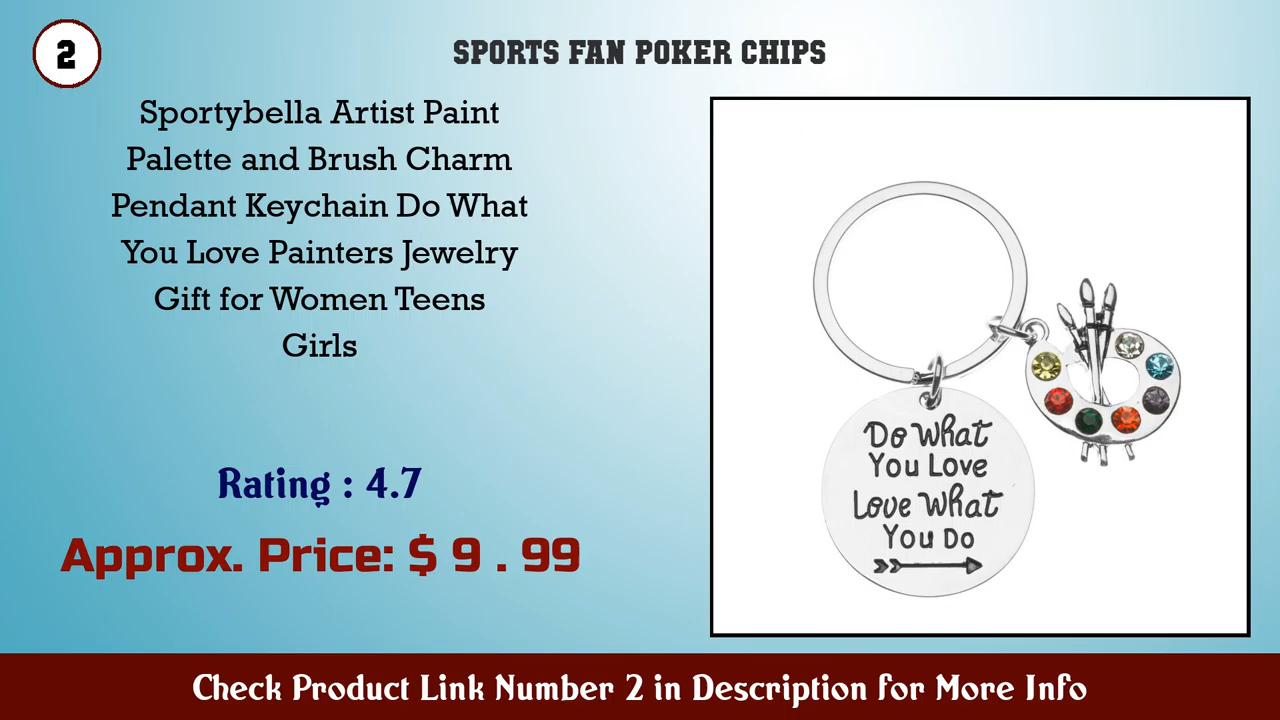 2
SPORTS FAN POKER CHIPS
Sportybella Artist Paint
Palette and Brush Charm
Pendant Keychain Do What
You Love Painters Jewelry
Gift for Women Teens
Girls
Rating : 4.7
Approx. Price: $ 9 . 99
Do What
You Love
Love What
You Do
Check Product Link Number 2 in Description for More Info